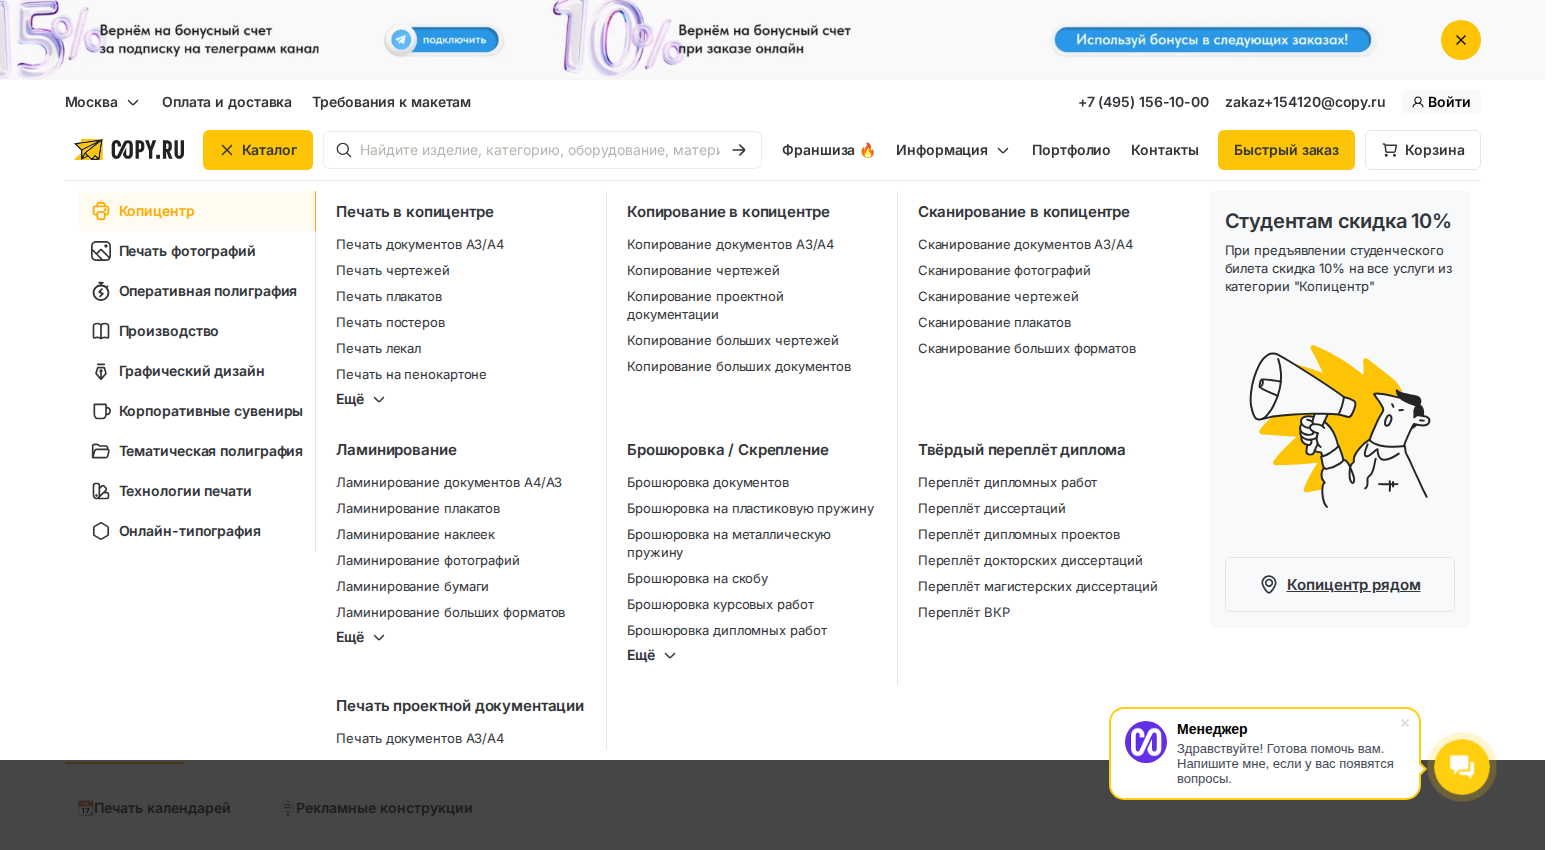 15% Вернём на бонусный счет
за подписку на телеграмм канал
подключить
10% Вернём на бонусный счет
при заказе онлайн
Используй бонусы в следующих заказах!
Москва
Оплата и доставка
Требования к макетам
+7 (495) 156-10-00
zakaz+154120@copy.ru
Войти
COPY.RU
Каталог
Найдите изделие, категорию, оборудование, матери
Франшиза 🔥
Информация
Портфолио
Контакты
Быстрый заказ
Корзина
Копицентр
Печать фотографий
Оперативная полиграфия
Производство
Графический дизайн
Корпоративные сувениры
Тематическая полиграфия
Технологии печати
Онлайн-типография
Печать в копицентре
Печать документов А3/А4
Печать чертежей
Печать плакатов
Печать постеров
Печать лекал
Печать на пенокартоне
Ещё
Копирование в копицентре
Копирование документов А3/А4
Копирование чертежей
Копирование проектной
документации
Копирование больших чертежей
Копирование больших документов
Сканирование в копицентре
Сканирование документов А3/А4
Сканирование фотографий
Сканирование чертежей
Сканирование плакатов
Сканирование больших форматов
Ламинирование
Ламинирование документов А4/А3
Ламинирование плакатов
Ламинирование наклеек
Ламинирование фотографий
Ламинирование бумаги
Ламинирование больших форматов
Ещё
Брошюровка / Скрепление
Брошюровка документов
Брошюровка на пластиковую пружину
Брошюровка на металлическую
пружину
Брошюровка на скобу
Брошюровка курсовых работ
Брошюровка дипломных работ
Ещё
Твёрдый переплёт диплома
Переплёт дипломных работ
Переплёт диссертаций
Переплёт дипломных проектов
Переплёт докторских диссертаций
Переплёт магистерских диссертаций
Переплёт ВКР
Печать проектной документации
Печать документов А3/А4
Студентам скидка 10%
При предъявлении студенческого
билета скидка 10% на все услуги из
категории "Копицентр"
Копицентр рядом
Менеджер
Здравствуйте! Готова помочь вам.
Напишите мне, если у вас появятся
вопросы.
📅Печать календарей
Рекламные конструкции